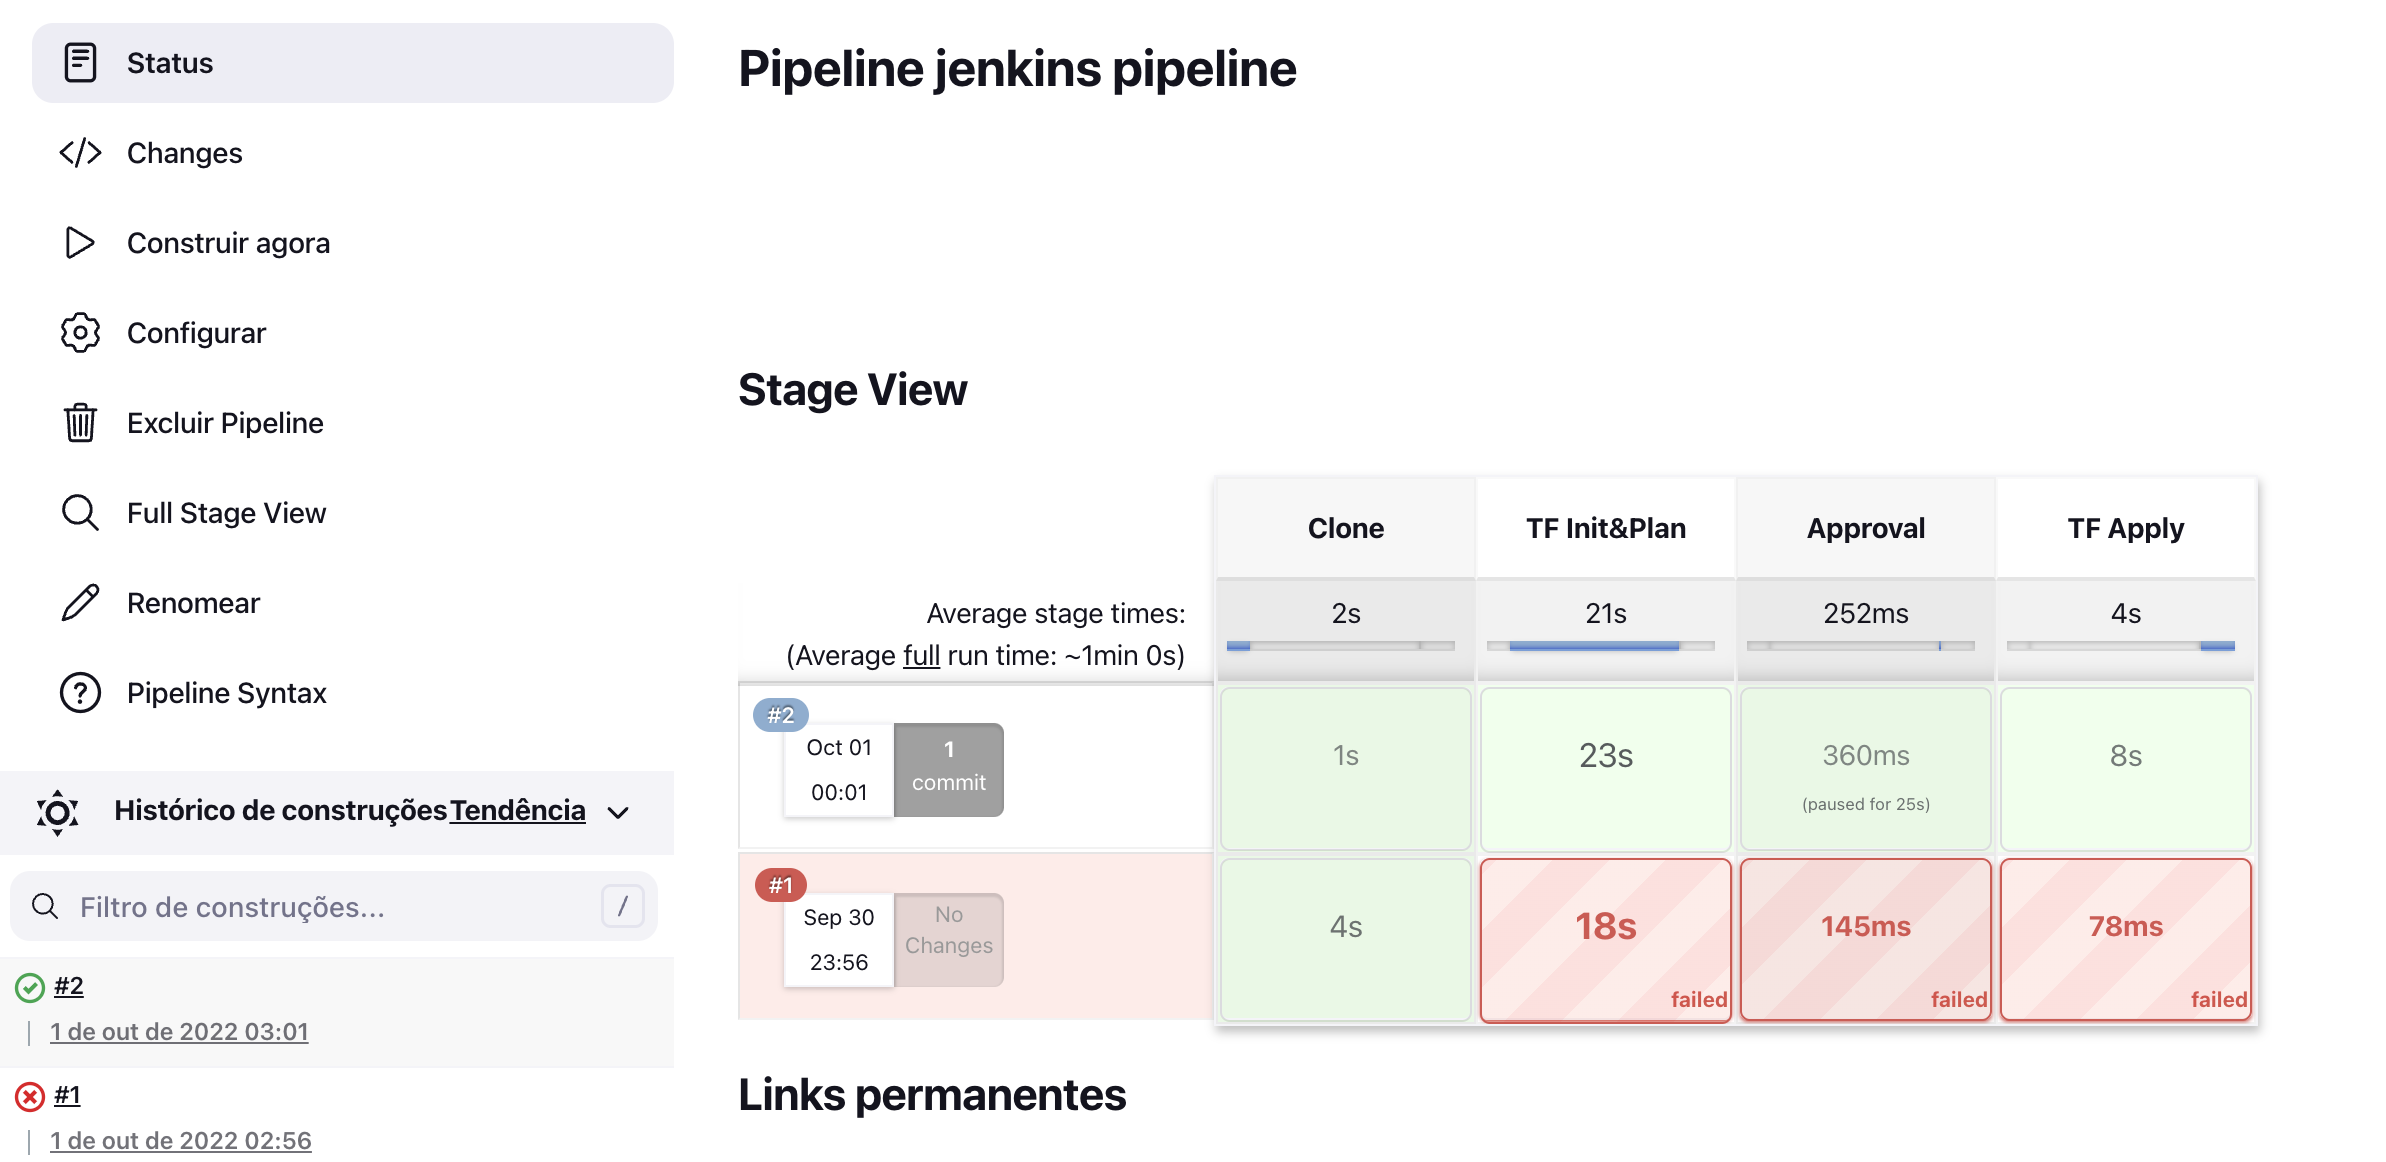 Status
Changes
Construir agora
Configurar
Excluir Pipeline
Full Stage View
Renomear
Pipeline Syntax
Histórico de construções Tendência
Filtro de construções... /
#2
1 de out de 2022 03:01
#1
1 de out de 2022 02:56
Pipeline jenkins pipeline
Stage View
Clone TF Init&Plan Approval TF Apply
Average stage times:
(Average full run time: ~1min 0s)
2s 21s 252ms 4s
#2
Oct 01
00:01
1
commit
1s 23s 360ms 8s
(paused for 25s)
#1
Sep 30
23:56
No
Changes
4s 18s 145ms 78ms
failed failed failed
Links permanentes